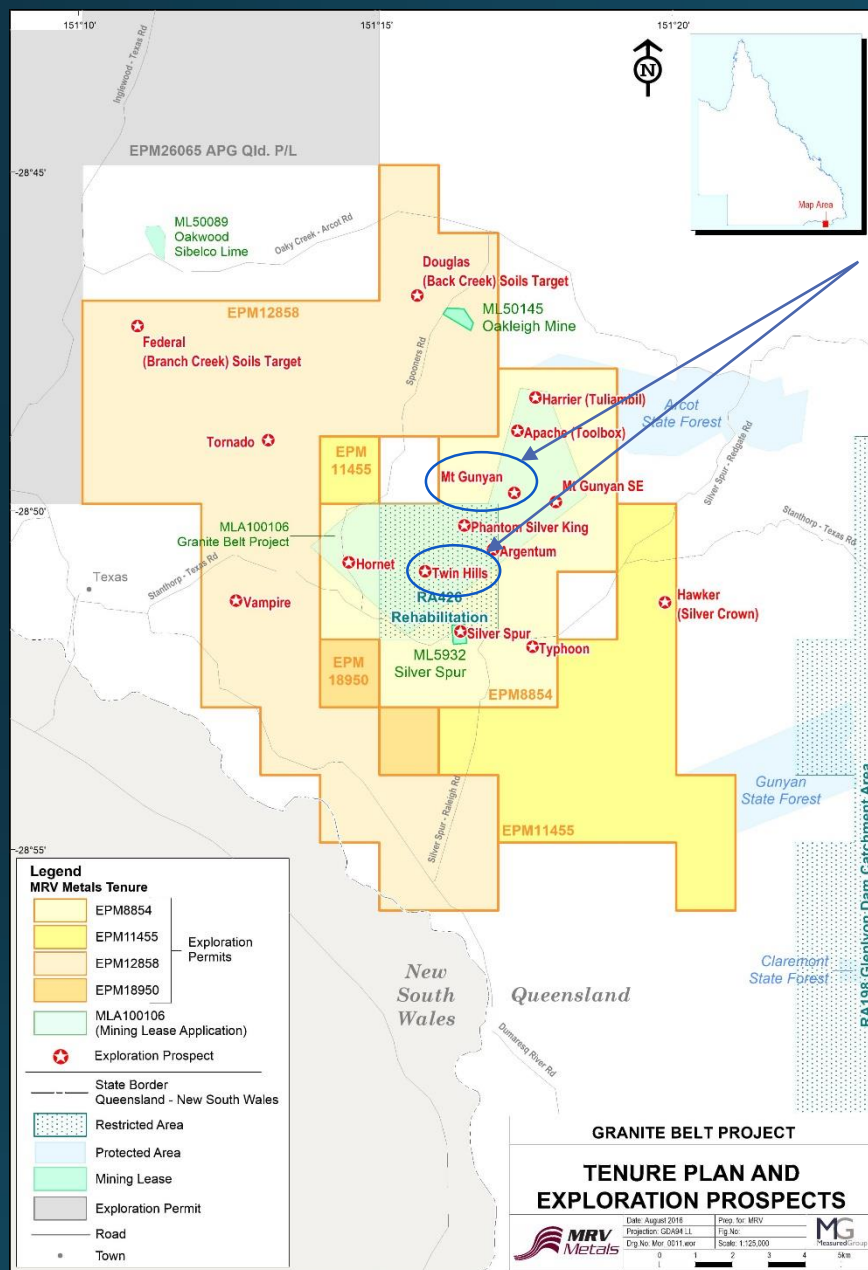 151°10'
151°15'
151°20'
Inglewood-Texas Rd
N
EPM26065 APG Qld. P/L
-28°45'
Map Area
ML50089
Oakwood
Sibelco Lime
Oaky Creek - Arcot Rd
Douglas
(Back Creek) Soils Target
EPM12858
ML50145
Oakleigh Mine
Federal
(Branch Creek) Soils Target
Spooners Rd
Harrier (Tuliambil)
Arcot
State Forest
Apache (Toolbox)
Tornado
EPM
11455
Mt Gunyan
Mt Gunyan SE
Silver Spur - Redgate Rd
-28°50'
MLA100106
Granite Belt Project
Phantom Silver King
Stanthorp - Texas Rd
Argentum
Hornet
Twin Hills
Texas
Stanthorp - Texas Rd
Vampire
RA426
Rehabilitation
Hawker
(Silver Crown)
Silver Spur
ML5932
Silver Spur
Typhoon
EPM
18950
EPM8854
Gunyan
State Forest
Silver Spur - Raleigh Rd
EPM11455
-28°55'
RA198 Glenlyon Dam Catchment Area
Claremont
State Forest
New
South
Wales
Queensland
Dumaresq River Rd
Legend
MRV Metals Tenure
EPM8854
EPM11455
EPM12858
EPM18950
Exploration
Permits
MLA100106
(Mining Lease Application)
Exploration Prospect
State Border
Queensland - New South Wales
Restricted Area
Protected Area
Mining Lease
Exploration Permit
Road
Town
GRANITE BELT PROJECT
TENURE PLAN AND
EXPLORATION PROSPECTS
MRV
Metals
Date: August 2016
Prep. for: MRV
Projection: GDA94 LL
Fig.No:
Drg.No: Mor_0011.wor
Scale: 1:125,000
MG
MeasuredGroup
0 1 2 3 4 5km